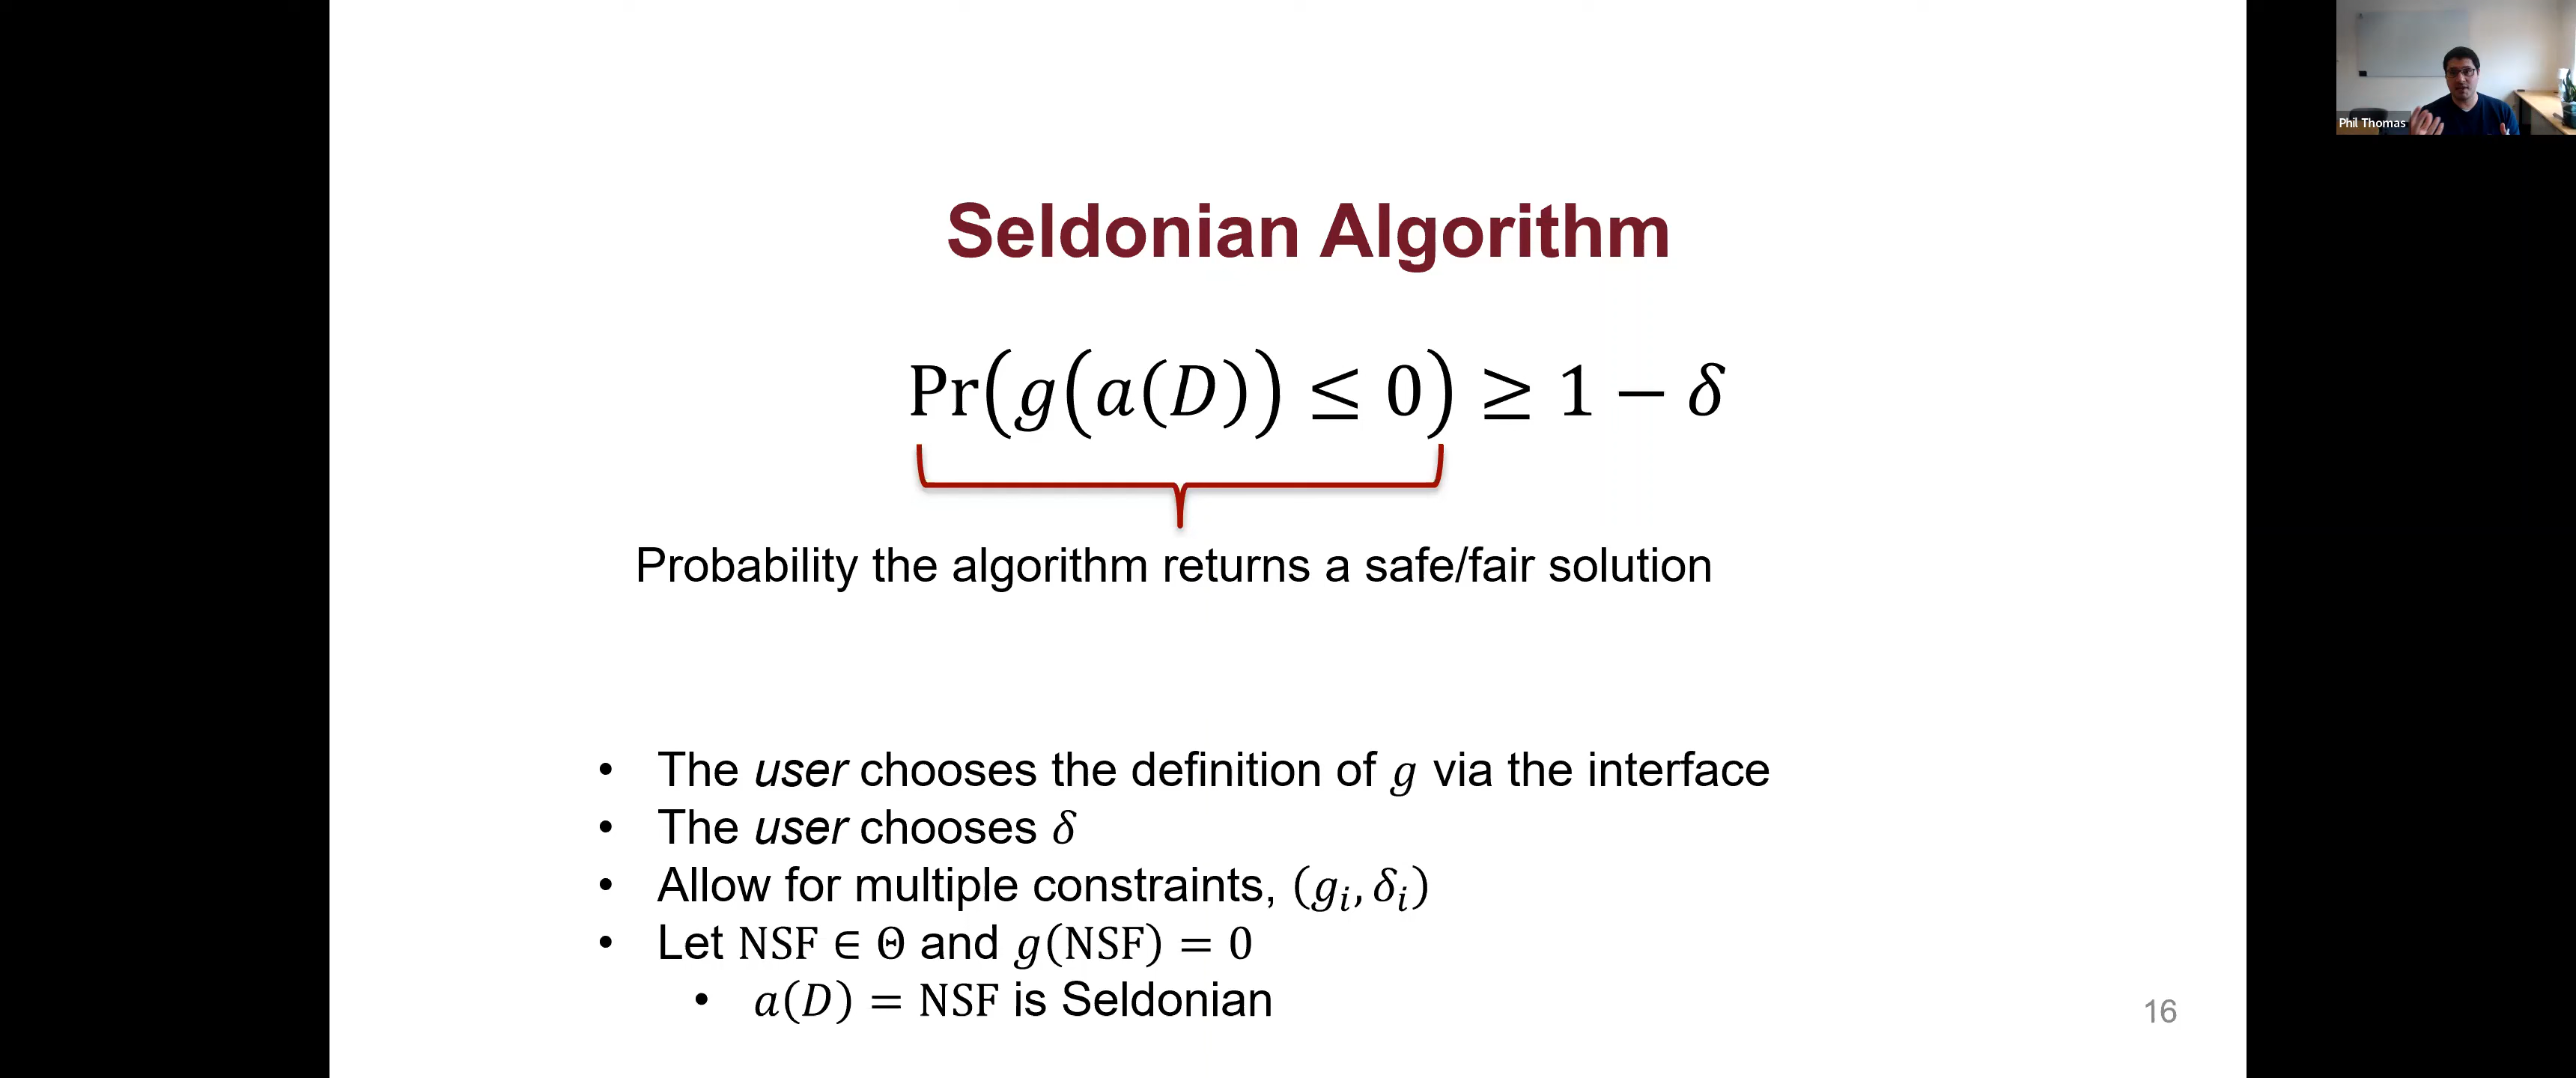 Phil Thomas
Seldonian Algorithm
Pr(g(a(D)) ≤ 0) ≥ 1 − δ
Probability the algorithm returns a safe/fair solution
• The user chooses the definition of g via the interface
• The user chooses δ
• Allow for multiple constraints, (gᵢ, δᵢ)
• Let NSF ∈ Θ and g(NSF) = 0
• a(D) = NSF is Seldonian
16